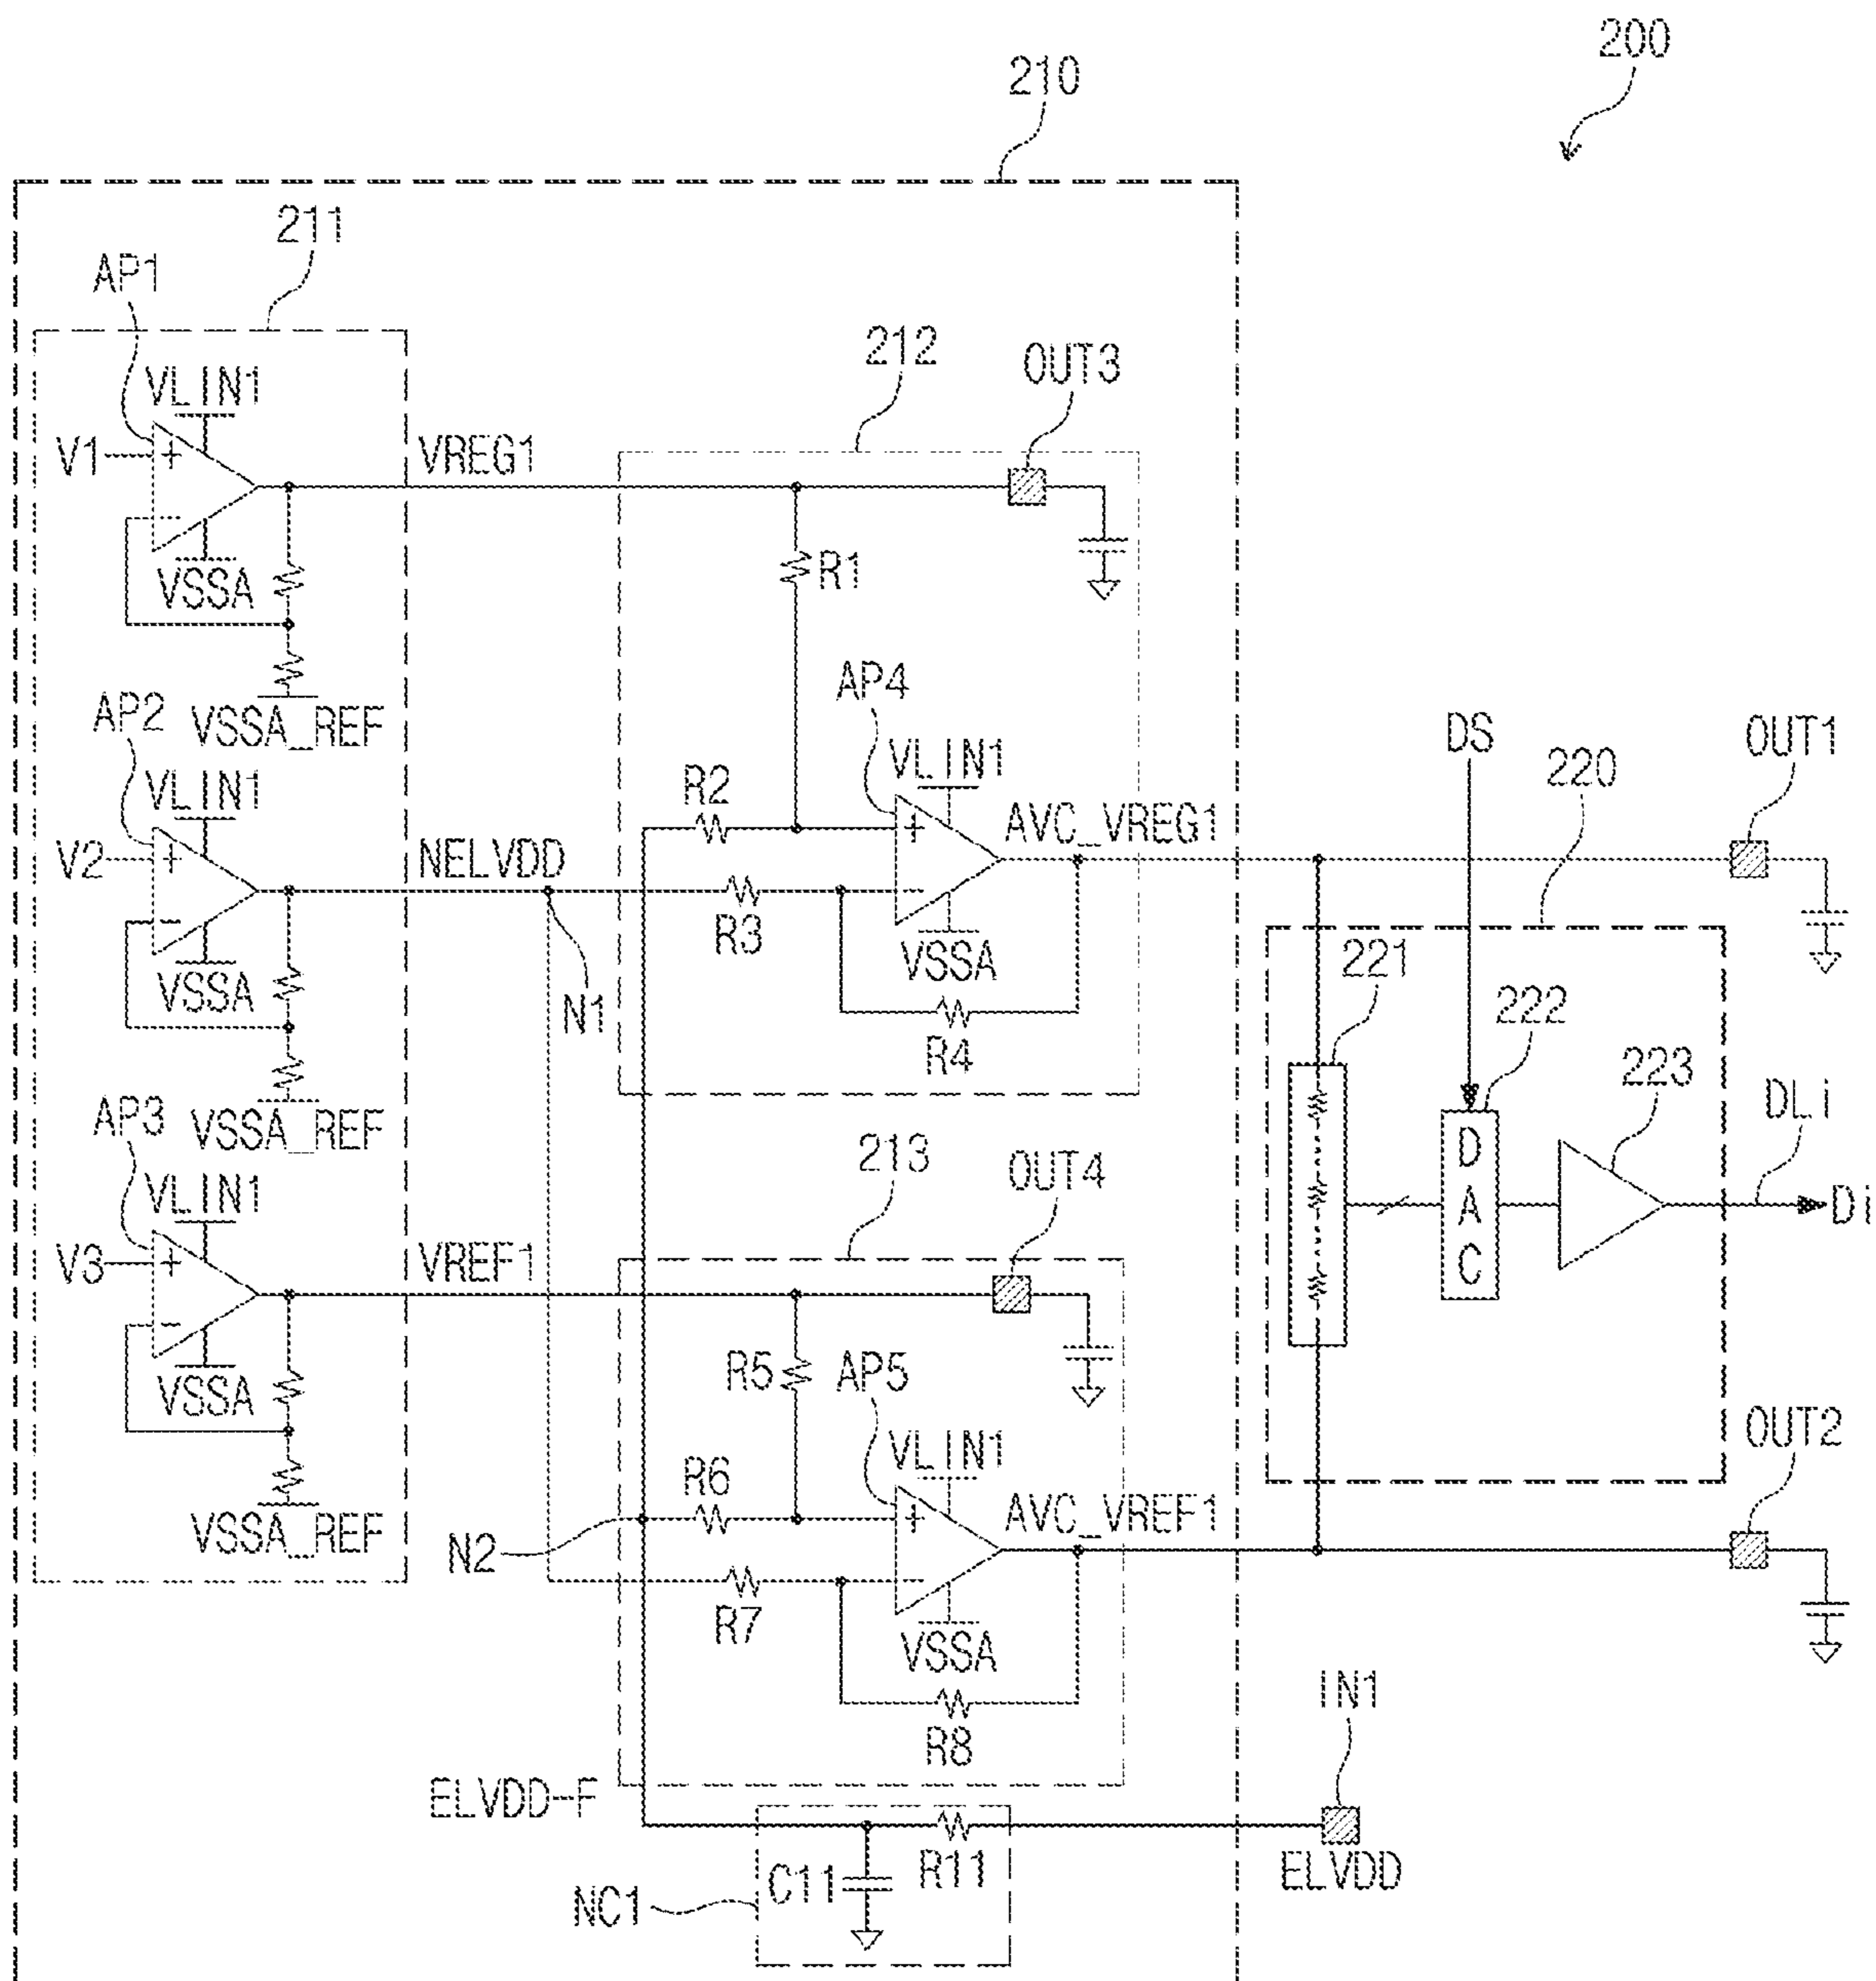 200
210
211
AP1
212
OUT3
VLIN1
V1
VREG1
VSSA
R1
VSSA_REF
AP2
AP4
DS
OUT1
220
VLIN1
VLIN1
R2
AVC_VREG1
V2
NELVDD
R3
VSSA
VSSA
N1
221
222
R4
223
AP3
VSSA_REF
DLi
213
OUT4
D
A
C
Di
VLIN1
V3
VREF1
VSSA
R5
AP5
OUT2
VLIN1
R6
AVC_VREF1
VSSA_REF
N2
R7
VSSA
IN1
R8
ELVDD-F
C11
R11
ELVDD
NC1